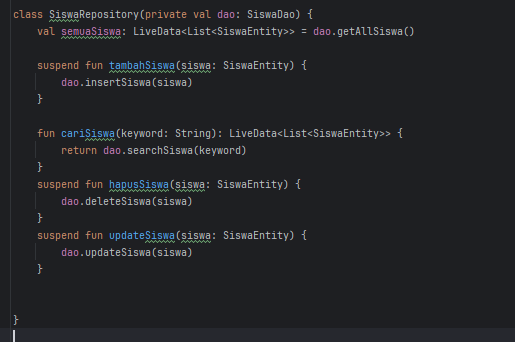 class SiswaRepository(private val dao: SiswaDao) {
    val semuaSiswa: LiveData<List<SiswaEntity>> = dao.getAllSiswa()
    suspend fun tambahSiswa(siswa: SiswaEntity) {
        dao.insertSiswa(siswa)
    }
    fun cariSiswa(keyword: String): LiveData<List<SiswaEntity>> {
        return dao.searchSiswa(keyword)
    }
    suspend fun hapusSiswa(siswa: SiswaEntity) {
        dao.deleteSiswa(siswa)
    }
    suspend fun updateSiswa(siswa: SiswaEntity) {
        dao.updateSiswa(siswa)
    }
}